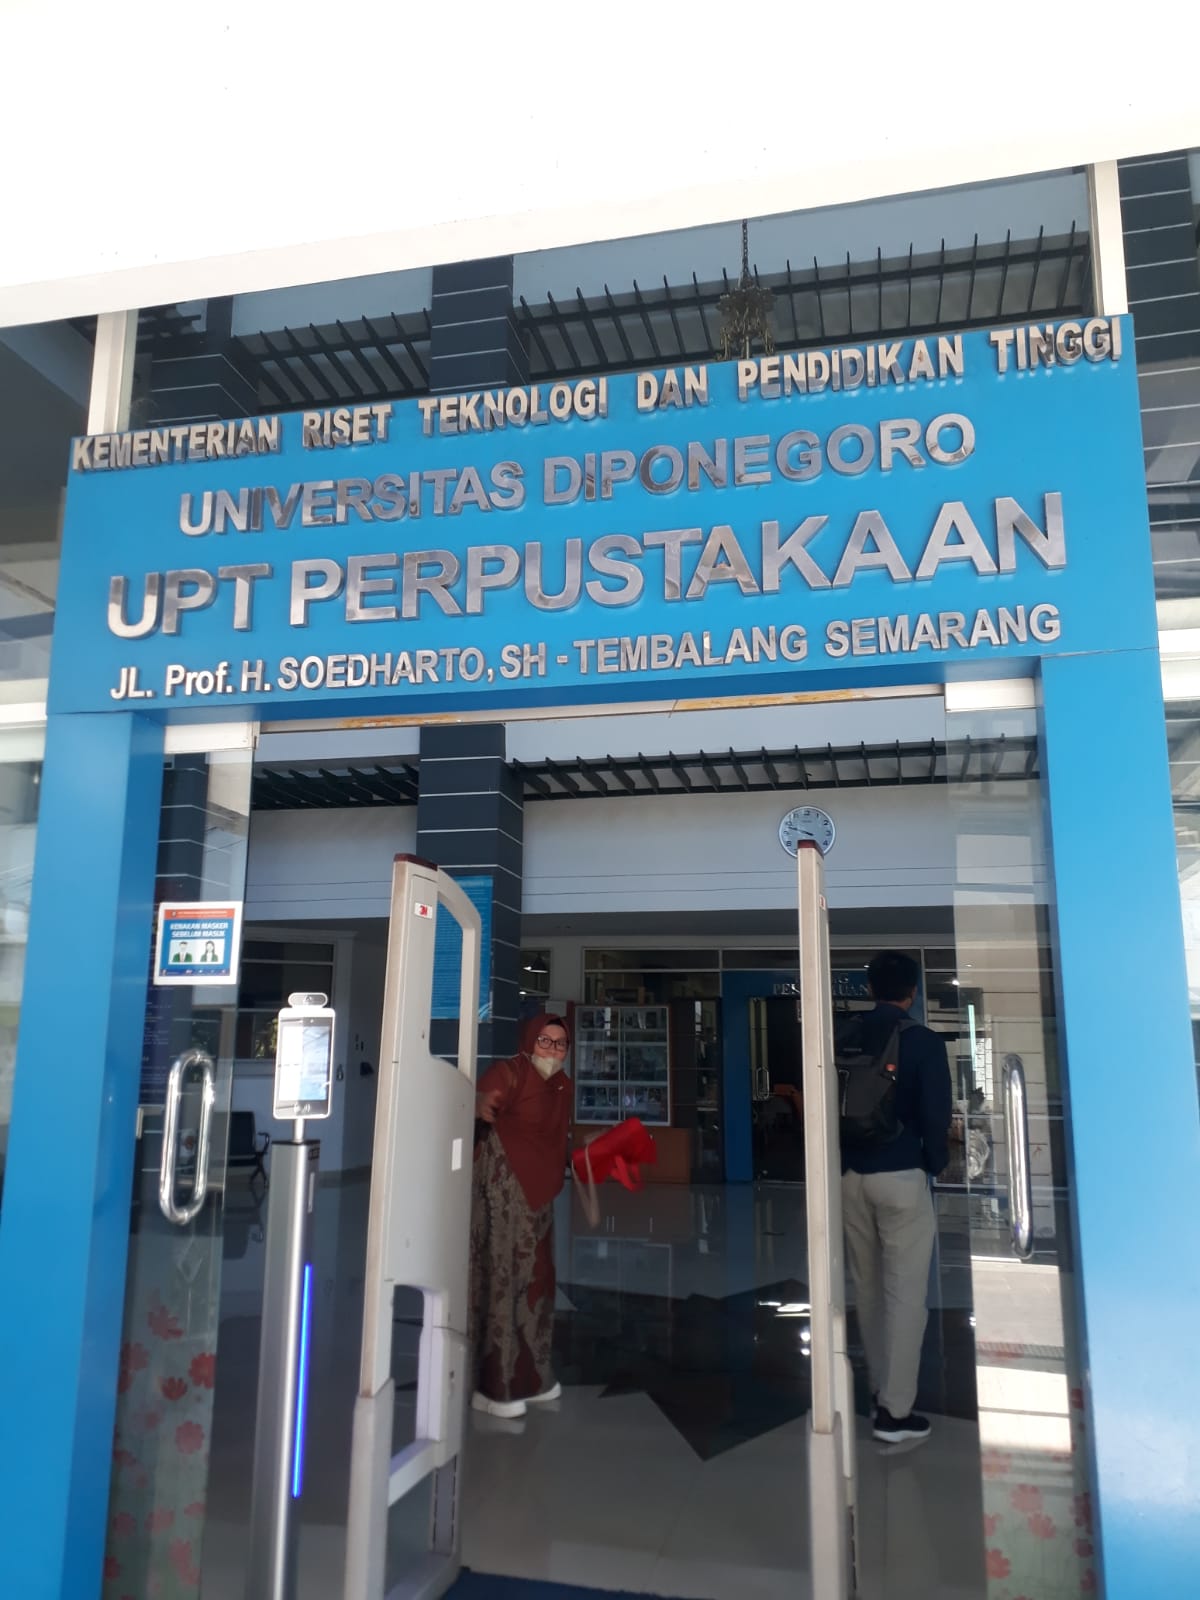 KEMENTERIAN RISET TEKNOLOGI DAN PENDIDIKAN TINGGI
UNIVERSITAS DIPONEGORO
UPT PERPUSTAKAAN
JL. Prof. H. SOEDHARTO, SH - TEMBALANG SEMARANG
KENAKAN MASKER
SEBELUM MASUK
3M